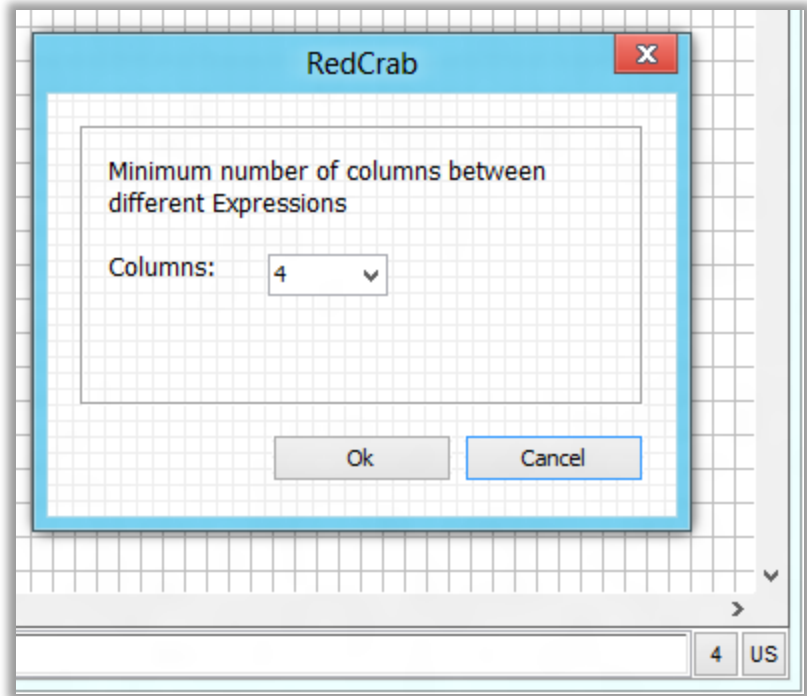 RedCrab
Minimum number of columns between
different Expressions
Columns: 4
Ok Cancel
4 US